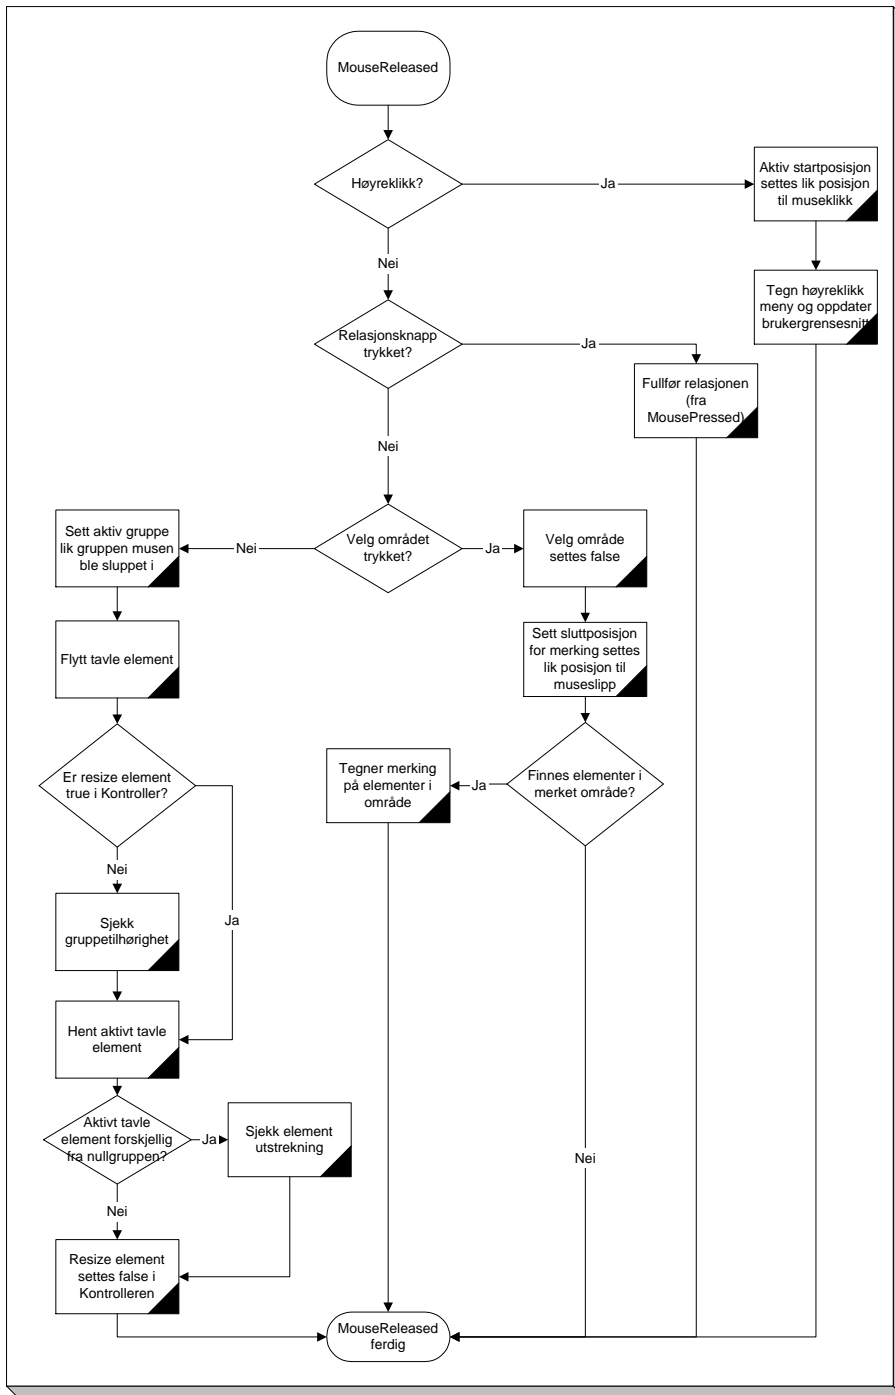 MouseReleased
Høyreklikk?
Ja
Aktiv startposisjon
settes lik posisjon
til museklikk
Nei
Tegn høyreklikk
meny og oppdater
brukergrensesnitt
Relasjonsknapp
trykket?
Ja
Fullfør relasjonen
(fra
MousePressed)
Nei
Sett aktiv gruppe
lik gruppen musen
ble sluppet i
Nei
Velg området
trykket?
Ja
Velg område
settes false
Flytt tavle element
Sett sluttposisjon
for merking settes
lik posisjon til
museslipp
Er resize element
true i Kontroller?
Tegner merking
på elementer i
område
Ja
Finnes elementer i
merket område?
Nei
Ja
Sjekk
gruppetilhørighet
Hent aktivt tavle
element
Aktivt tavle
element forskjellig
fra nullgruppen?
Ja
Sjekk element
utstrekning
Nei
Nei
Resize element
settes false i
Kontrolleren
MouseReleased
ferdig